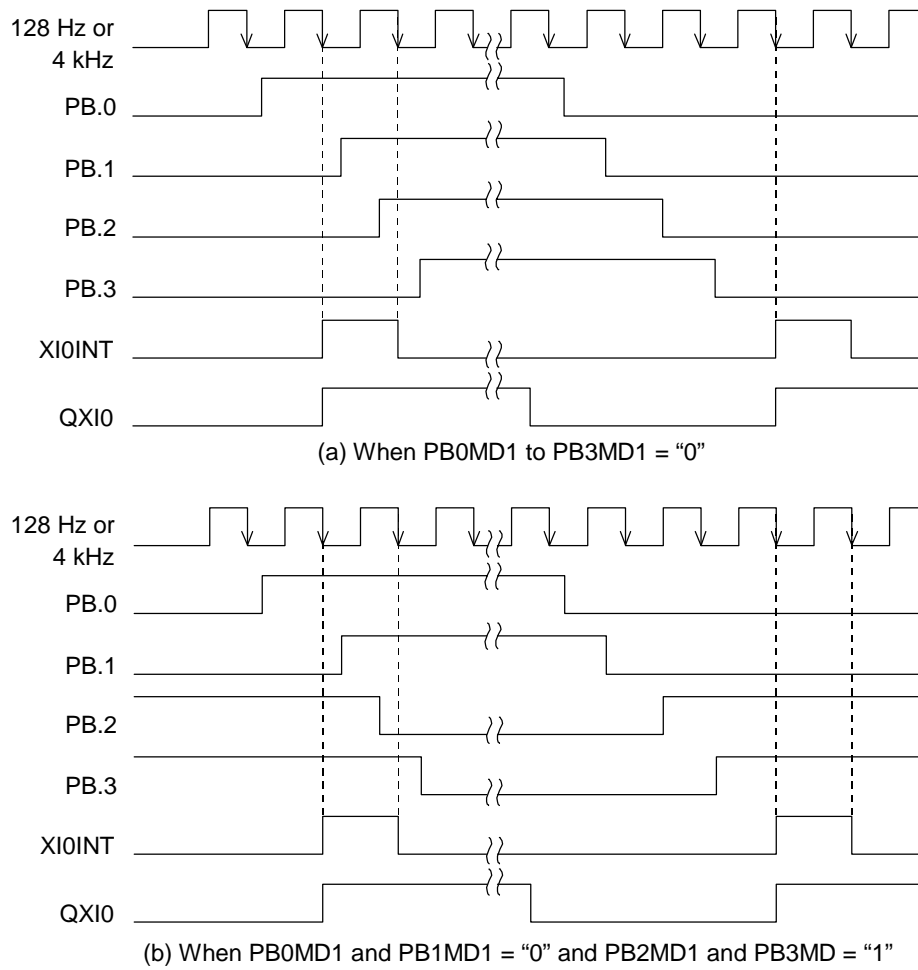 128 Hz or
4 kHz
PB.0
PB.1
PB.2
PB.3
XI0INT
QXI0
(a) When PB0MD1 to PB3MD1 = “0”
128 Hz or
4 kHz
PB.0
PB.1
PB.2
PB.3
XI0INT
QXI0
(b) When PB0MD1 and PB1MD1 = “0” and PB2MD1 and PB3MD = “1”